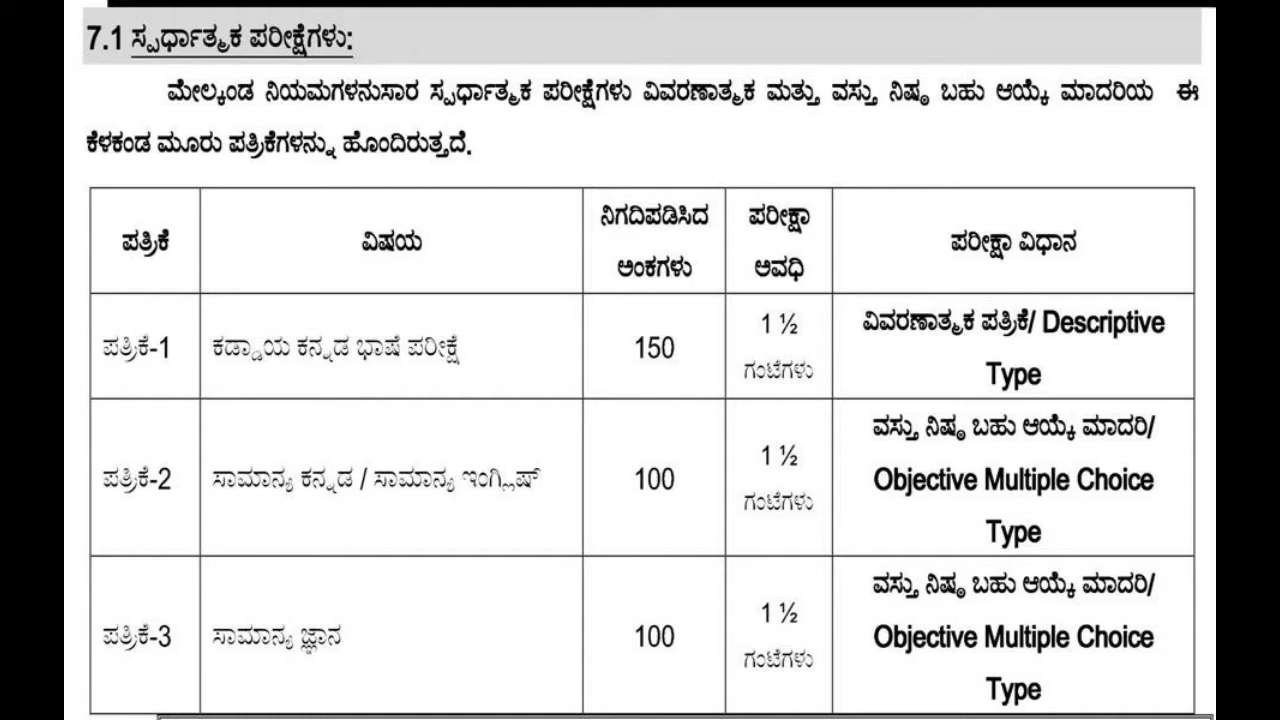 7.1 ಸ್ಪರ್ಧಾತ್ಮಕ ಪರೀಕ್ಷೆಗಳು:
ಮೇಲ್ಕಂಡ ನಿಯಮಗಳನುಸಾರ ಸ್ಪರ್ಧಾತ್ಮಕ ಪರೀಕ್ಷೆಗಳು ವಿವರಣಾತ್ಮಕ ಮತ್ತು ವಸ್ತು ನಿಷ್ಠ ಬಹು ಆಯ್ಕೆ ಮಾದರಿಯ ಈ
ಕೆಳಕಂಡ ಮೂರು ಪತ್ರಿಕೆಗಳನ್ನು ಹೊಂದಿರುತ್ತದೆ.
ಪತ್ರಿಕೆ ವಿಷಯ ನಿಗದಿಪಡಿಸಿದ ಅಂಕಗಳು ಪರೀಕ್ಷಾ ಅವಧಿ ಪರೀಕ್ಷಾ ವಿಧಾನ
ಪತ್ರಿಕೆ-1 ಕಡ್ಡಾಯ ಕನ್ನಡ ಭಾಷೆ ಪರೀಕ್ಷೆ 150 1 ½ ಗಂಟೆಗಳು ವಿವರಣಾತ್ಮಕ ಪತ್ರಿಕೆ/ Descriptive Type
ಪತ್ರಿಕೆ-2 ಸಾಮಾನ್ಯ ಕನ್ನಡ / ಸಾಮಾನ್ಯ ಇಂಗ್ಲಿಷ್ 100 1 ½ ಗಂಟೆಗಳು ವಸ್ತು ನಿಷ್ಠ ಬಹು ಆಯ್ಕೆ ಮಾದರಿ/ Objective Multiple Choice Type
ಪತ್ರಿಕೆ-3 ಸಾಮಾನ್ಯ ಜ್ಞಾನ 100 1 ½ ಗಂಟೆಗಳು ವಸ್ತು ನಿಷ್ಠ ಬಹು ಆಯ್ಕೆ ಮಾದರಿ/ Objective Multiple Choice Type